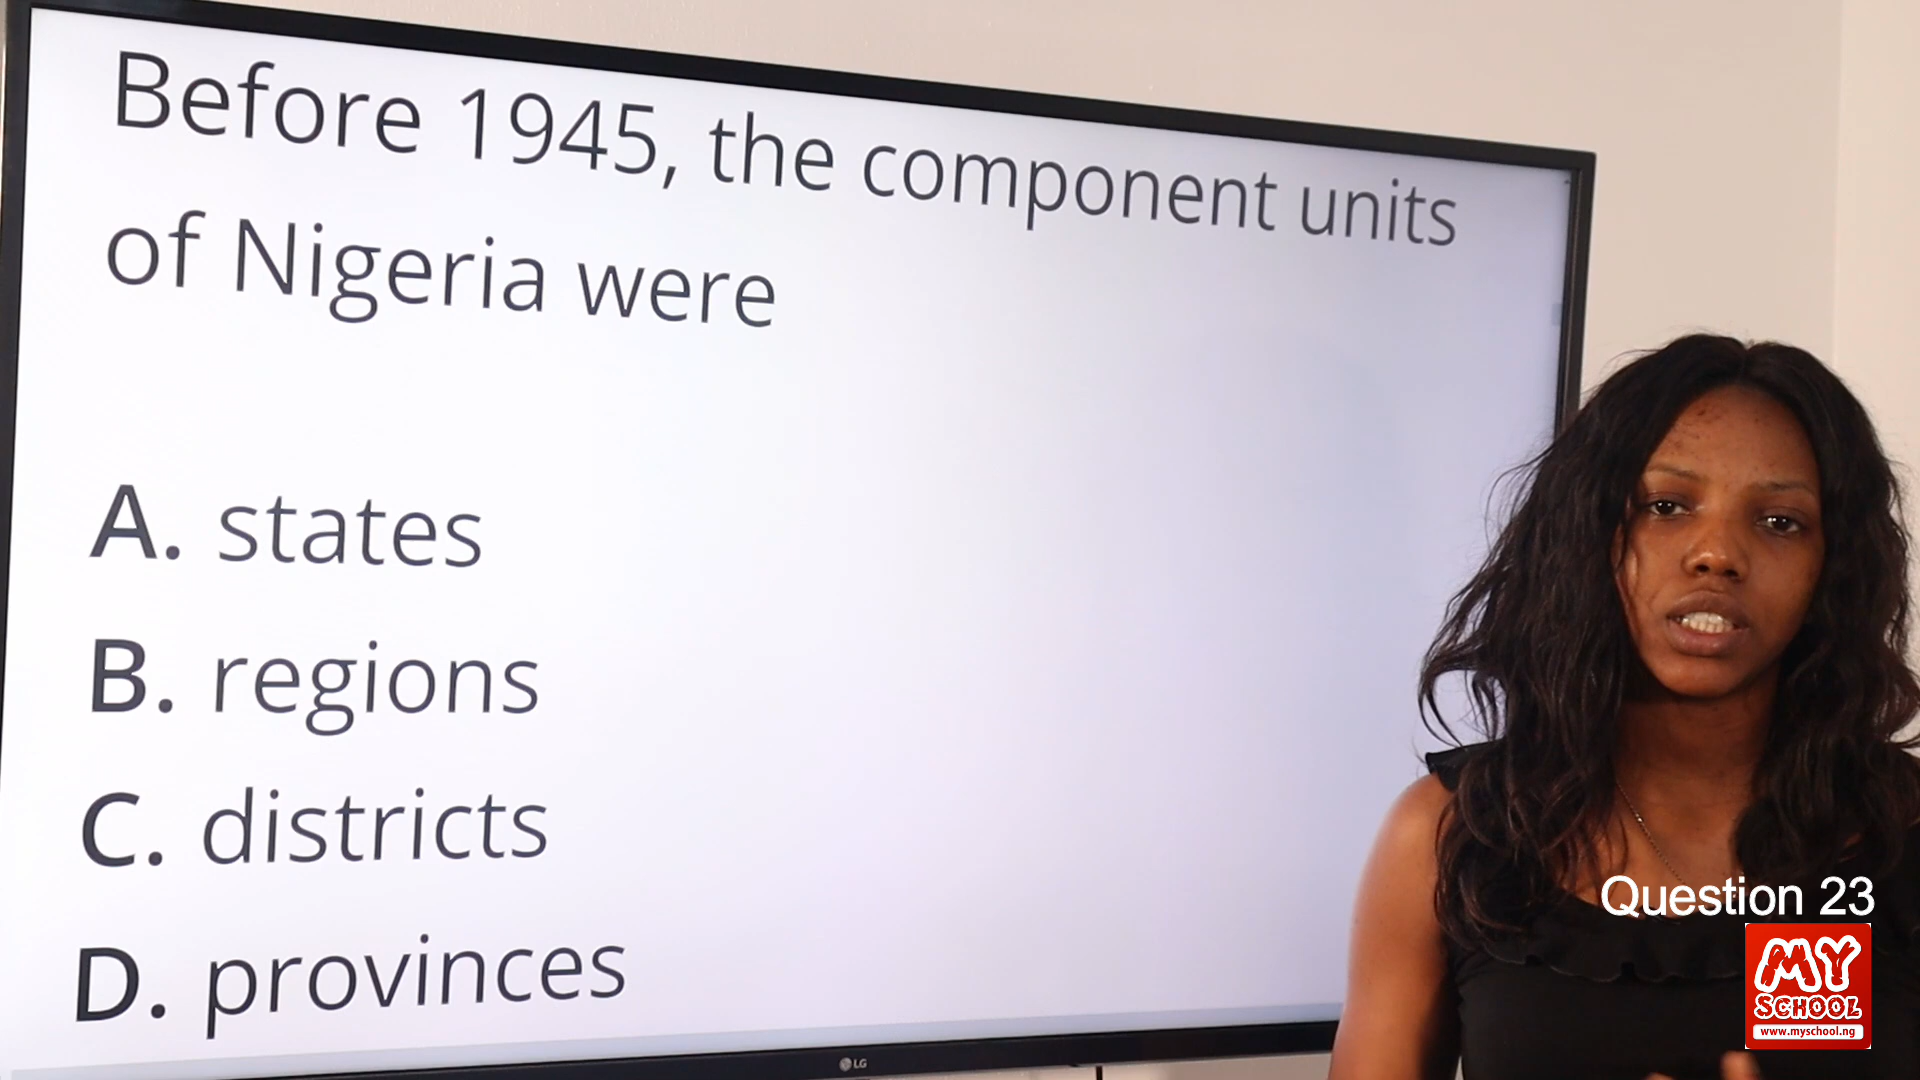 Before 1945, the component units
of Nigeria were
A. states
B. regions
C. districts
D. provinces
LG
Question 23
MY
SCHOOL
www.myschool.ng